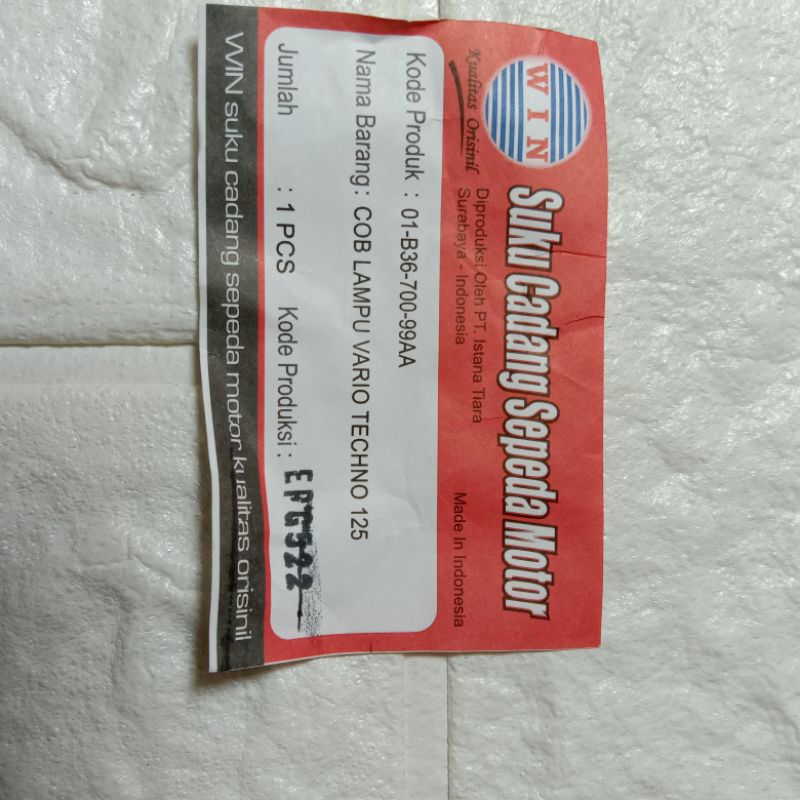 WIN
Suku Cadang Sepeda Motor
Kualitas Orisinil
Diproduksi Oleh PT. Istana Tiara
Surabaya - Indonesia
Made In Indonesia
Kode Produk : 01-B36-700-99AA
Nama Barang : COB LAMPU VARIO TECHNO 125
Jumlah : 1 PCS Kode Produksi :
WIN suku cadang sepeda motor kualitas orisinil